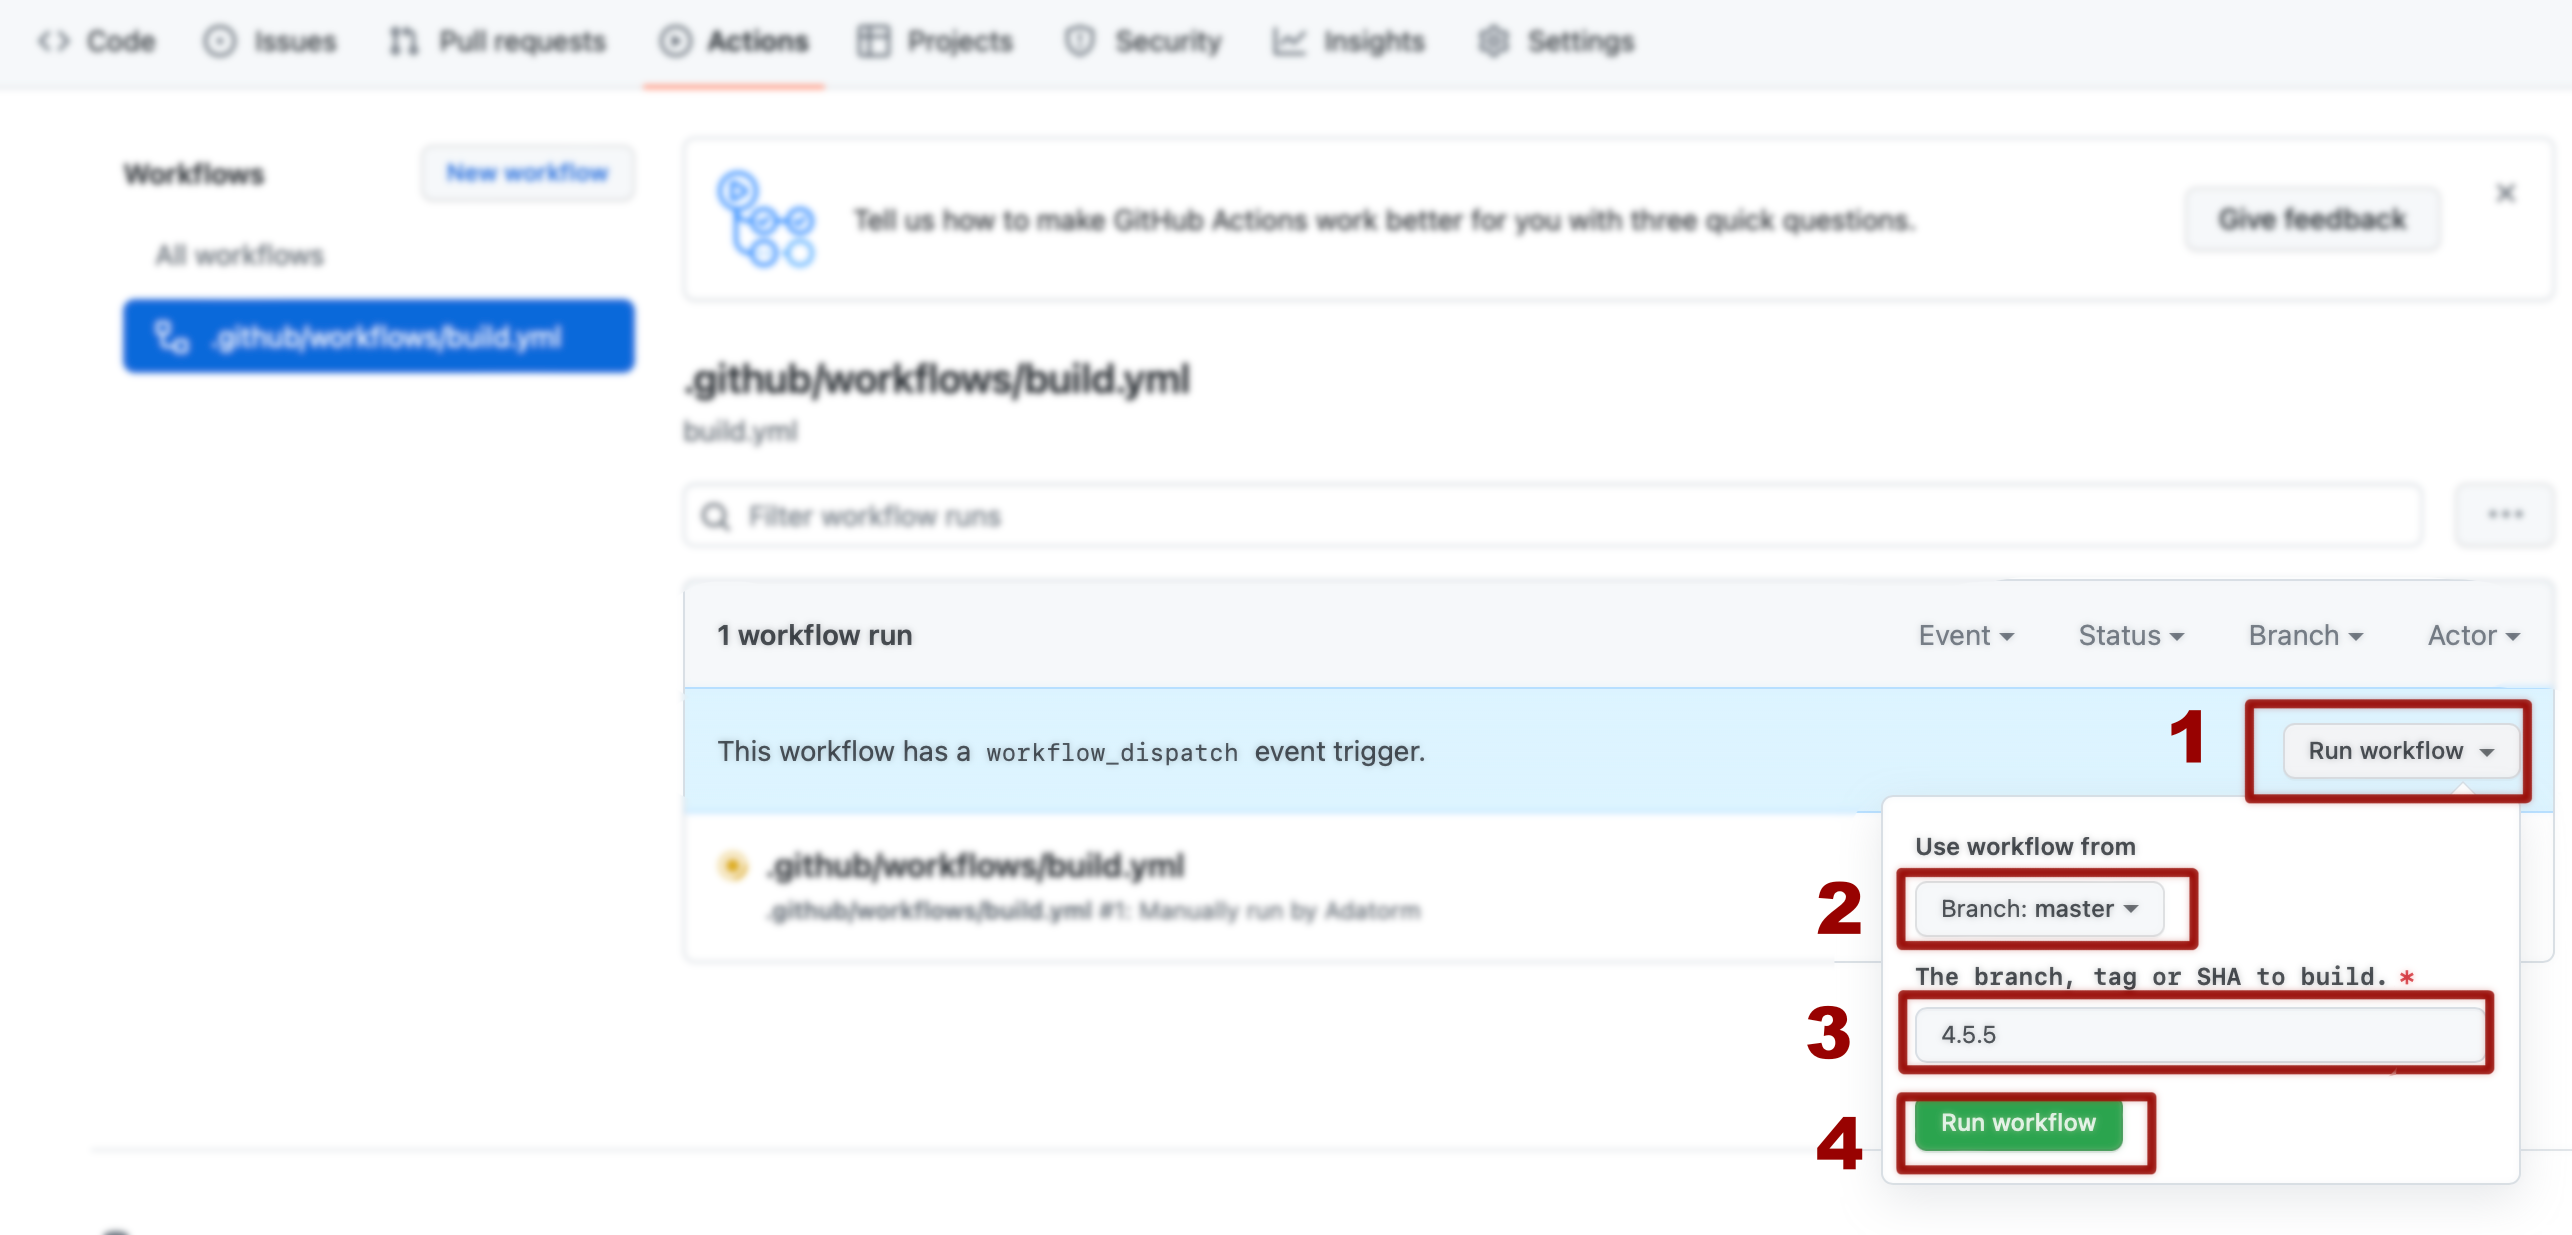 Code Issues Pull requests Actions Projects Security Insights Settings
Workflows
New workflow
All workflows
.github/workflows/build.yml
Tell us how to make GitHub Actions work better for you with three quick questions.
Give feedback
.github/workflows/build.yml
build.yml
Filter workflow runs
1 workflow run
Event Status Branch Actor
This workflow has a workflow_dispatch event trigger.
1
Run workflow
.github/workflows/build.yml
.github/workflows/build.yml #1: Manually run by Adatorm
Use workflow from
2
Branch: master
The branch, tag or SHA to build. *
3
4.5.5
4
Run workflow